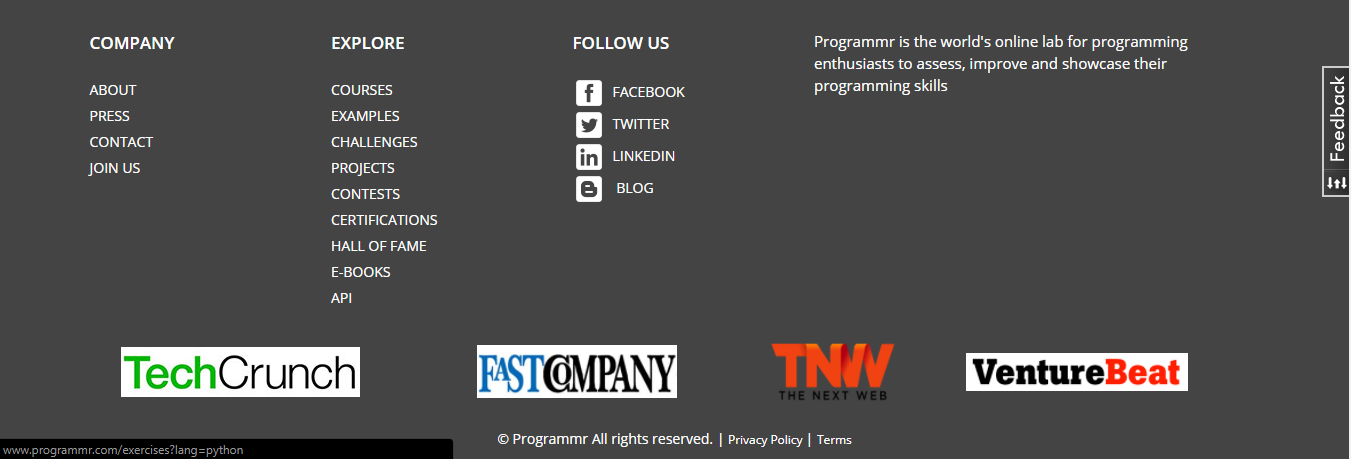 COMPANY
ABOUT
PRESS
CONTACT
JOIN US
EXPLORE
COURSES
EXAMPLES
CHALLENGES
PROJECTS
CONTESTS
CERTIFICATIONS
HALL OF FAME
E-BOOKS
API
FOLLOW US
FACEBOOK
TWITTER
LINKEDIN
BLOG
Programmr is the world's online lab for programming
enthusiasts to assess, improve and showcase their
programming skills
Feedback
TechCrunch
FAST COMPANY
TNW
THE NEXT WEB
VentureBeat
© Programmr All rights reserved. | Privacy Policy | Terms
www.programmr.com/exercises?lang=python